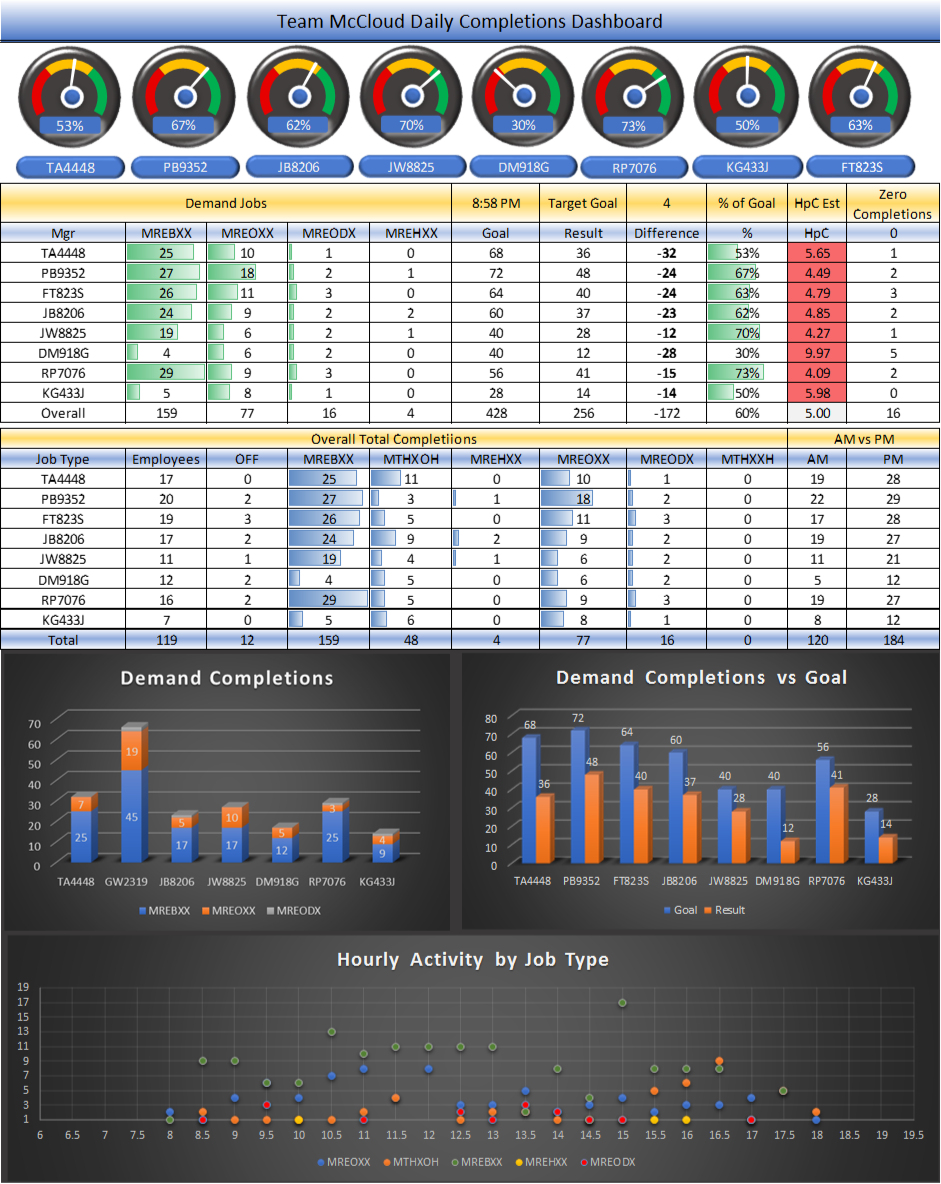 Team McCloud Daily Completions Dashboard
53% 67% 62% 70% 30% 73% 50% 63%
TA4448 PB9352 JB8206 JW8825 DM918G RP7076 KG433J FT823S
Demand Jobs 8:58 PM Target Goal 4 % of Goal HpC Est Zero Completions
Mgr MREBXX MREOXX MREODX MREHXX Goal Result Difference % HpC 0
TA4448 25 10 1 0 68 36 -32 53% 5.65 1
PB9352 27 18 2 1 72 48 -24 67% 4.49 2
FT823S 26 11 3 0 64 40 -24 63% 4.79 3
JB8206 24 9 2 2 60 37 -23 62% 4.85 2
JW8825 19 6 2 1 40 28 -12 70% 4.27 1
DM918G 4 6 2 0 40 12 -28 30% 9.97 5
RP7076 29 9 3 0 56 41 -15 73% 4.09 2
KG433J 5 8 1 0 28 14 -14 50% 5.98 0
Overall 159 77 16 4 428 256 -172 60% 5.00 16
Overall Total Completiions AM vs PM
Job Type Employees OFF MREBXX MTHXOH MREHXX MREOXX MREODX MTHXXH AM PM
TA4448 17 0 25 11 0 10 1 0 19 28
PB9352 20 2 27 3 1 18 2 0 22 29
FT823S 19 3 26 5 0 11 3 0 17 28
JB8206 17 2 24 9 2 9 2 0 19 27
JW8825 11 1 19 4 1 6 2 0 11 21
DM918G 12 2 4 5 0 6 2 0 5 12
RP7076 16 2 29 5 0 9 3 0 19 27
KG433J 7 0 5 6 0 8 1 0 8 12
Total 119 12 159 48 4 77 16 0 120 184
Demand Completions
70
60
50
40
30
20
10
0
7 19 5 10 5 3 4
25 45 17 17 12 25 9
TA4448 GW2319 JB8206 JW8825 DM918G RP7076 KG433J
MREBXX MREOXX MREODX
Demand Completions vs Goal
80
70
60
50
40
30
20
10
0
68 72 64 60 40 40 56 28
36 48 40 37 28 12 41 14
TA4448 PB9352 FT823S JB8206 JW8825 DM918G RP7076 KG433J
Goal Result
Hourly Activity by Job Type
19
17
15
13
11
9
7
5
3
1
6 6.5 7 7.5 8 8.5 9 9.5 10 10.5 11 11.5 12 12.5 13 13.5 14 14.5 15 15.5 16 16.5 17 17.5 18 18.5 19 19.5
MREOXX MTHXOH MREBXX MREHXX MREODX